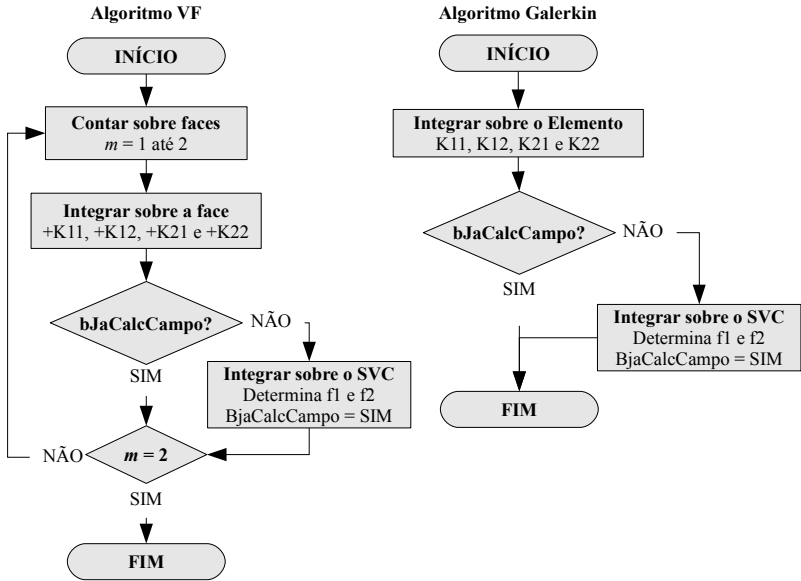 Algoritmo VF
INÍCIO
Contar sobre faces
m = 1 até 2
Integrar sobre a face
+K11, +K12, +K21 e +K22
bJaCalcCampo?
NÃO
SIM
Integrar sobre o SVC
Determina f1 e f2
BjaCalcCampo = SIM
NÃO
m = 2
SIM
FIM
Algoritmo Galerkin
INÍCIO
Integrar sobre o Elemento
K11, K12, K21 e K22
bJaCalcCampo?
NÃO
SIM
Integrar sobre o SVC
Determina f1 e f2
BjaCalcCampo = SIM
FIM